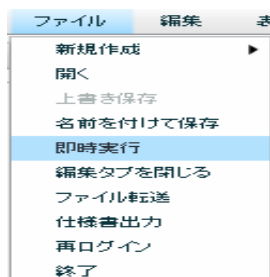 ファイル 編集 表
新規作成 ▶
開く
上書き保存
名前を付けて保存
即時実行
編集タブを閉じる
ファイル転送
仕様書出力
再ログイン
終了